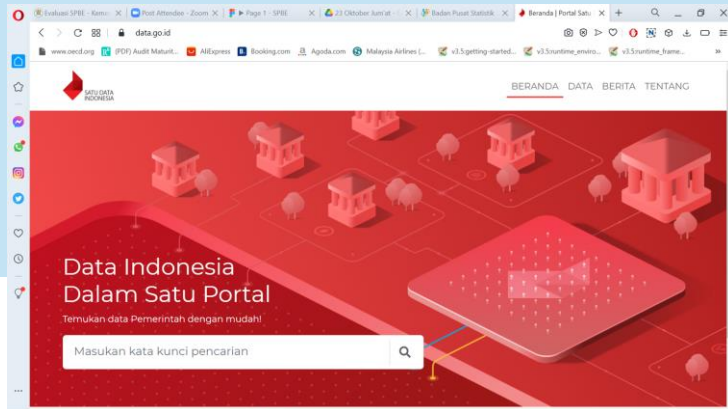 Evaluasi SPBE - Kemen
Post Attendee - Zoom
Page 1 - SPBE
23 Oktober Jum'at -
Badan Pusat Statistik
Beranda | Portal Satu
data.go.id
www.oecd.org
(PDF) Audit Maturit...
AliExpress
Booking.com
Agoda.com
Malaysia Airlines (...
v3.5:getting-started...
v3.5:runtime_enviro...
v3.5:runtime_frame...
SATU DATA
INDONESIA
BERANDA DATA BERITA TENTANG
Data Indonesia
Dalam Satu Portal
Temukan data Pemerintah dengan mudah!
Masukan kata kunci pencarian